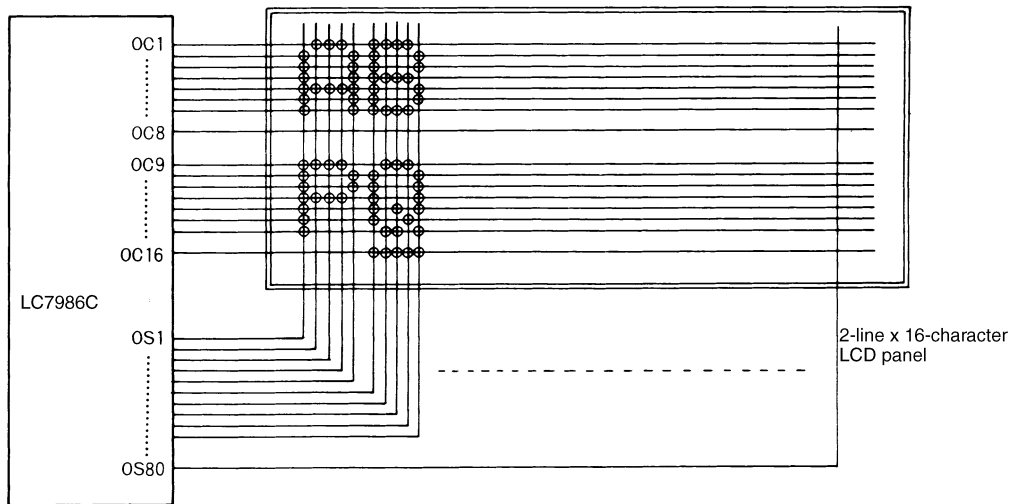 OC1
OC8
OC9
OC16
LC7986C
OS1
2-line x 16-character
LCD panel
OS80